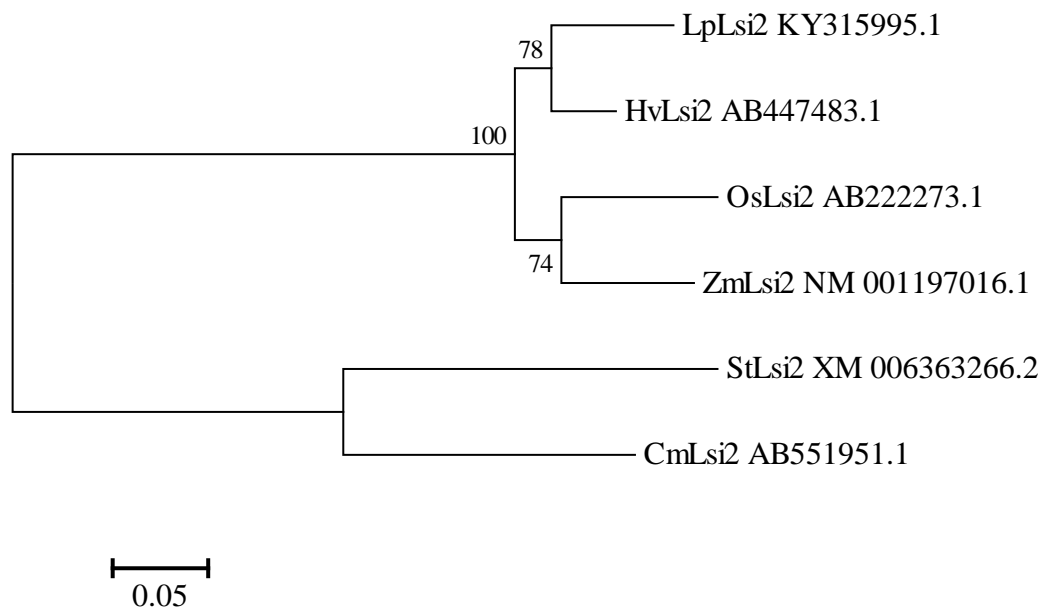 LpLsi2 KY315995.1
78
HvLsi2 AB447483.1
100
OsLsi2 AB222273.1
74
ZmLsi2 NM 001197016.1
StLsi2 XM 006363266.2
CmLsi2 AB551951.1
0.05